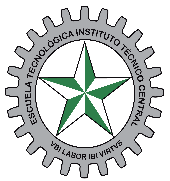 ESCUELA TECNOLÓGICA INSTITUTO TÉCNICO CENTRAL
VBI LABOR IBI VIRTVS